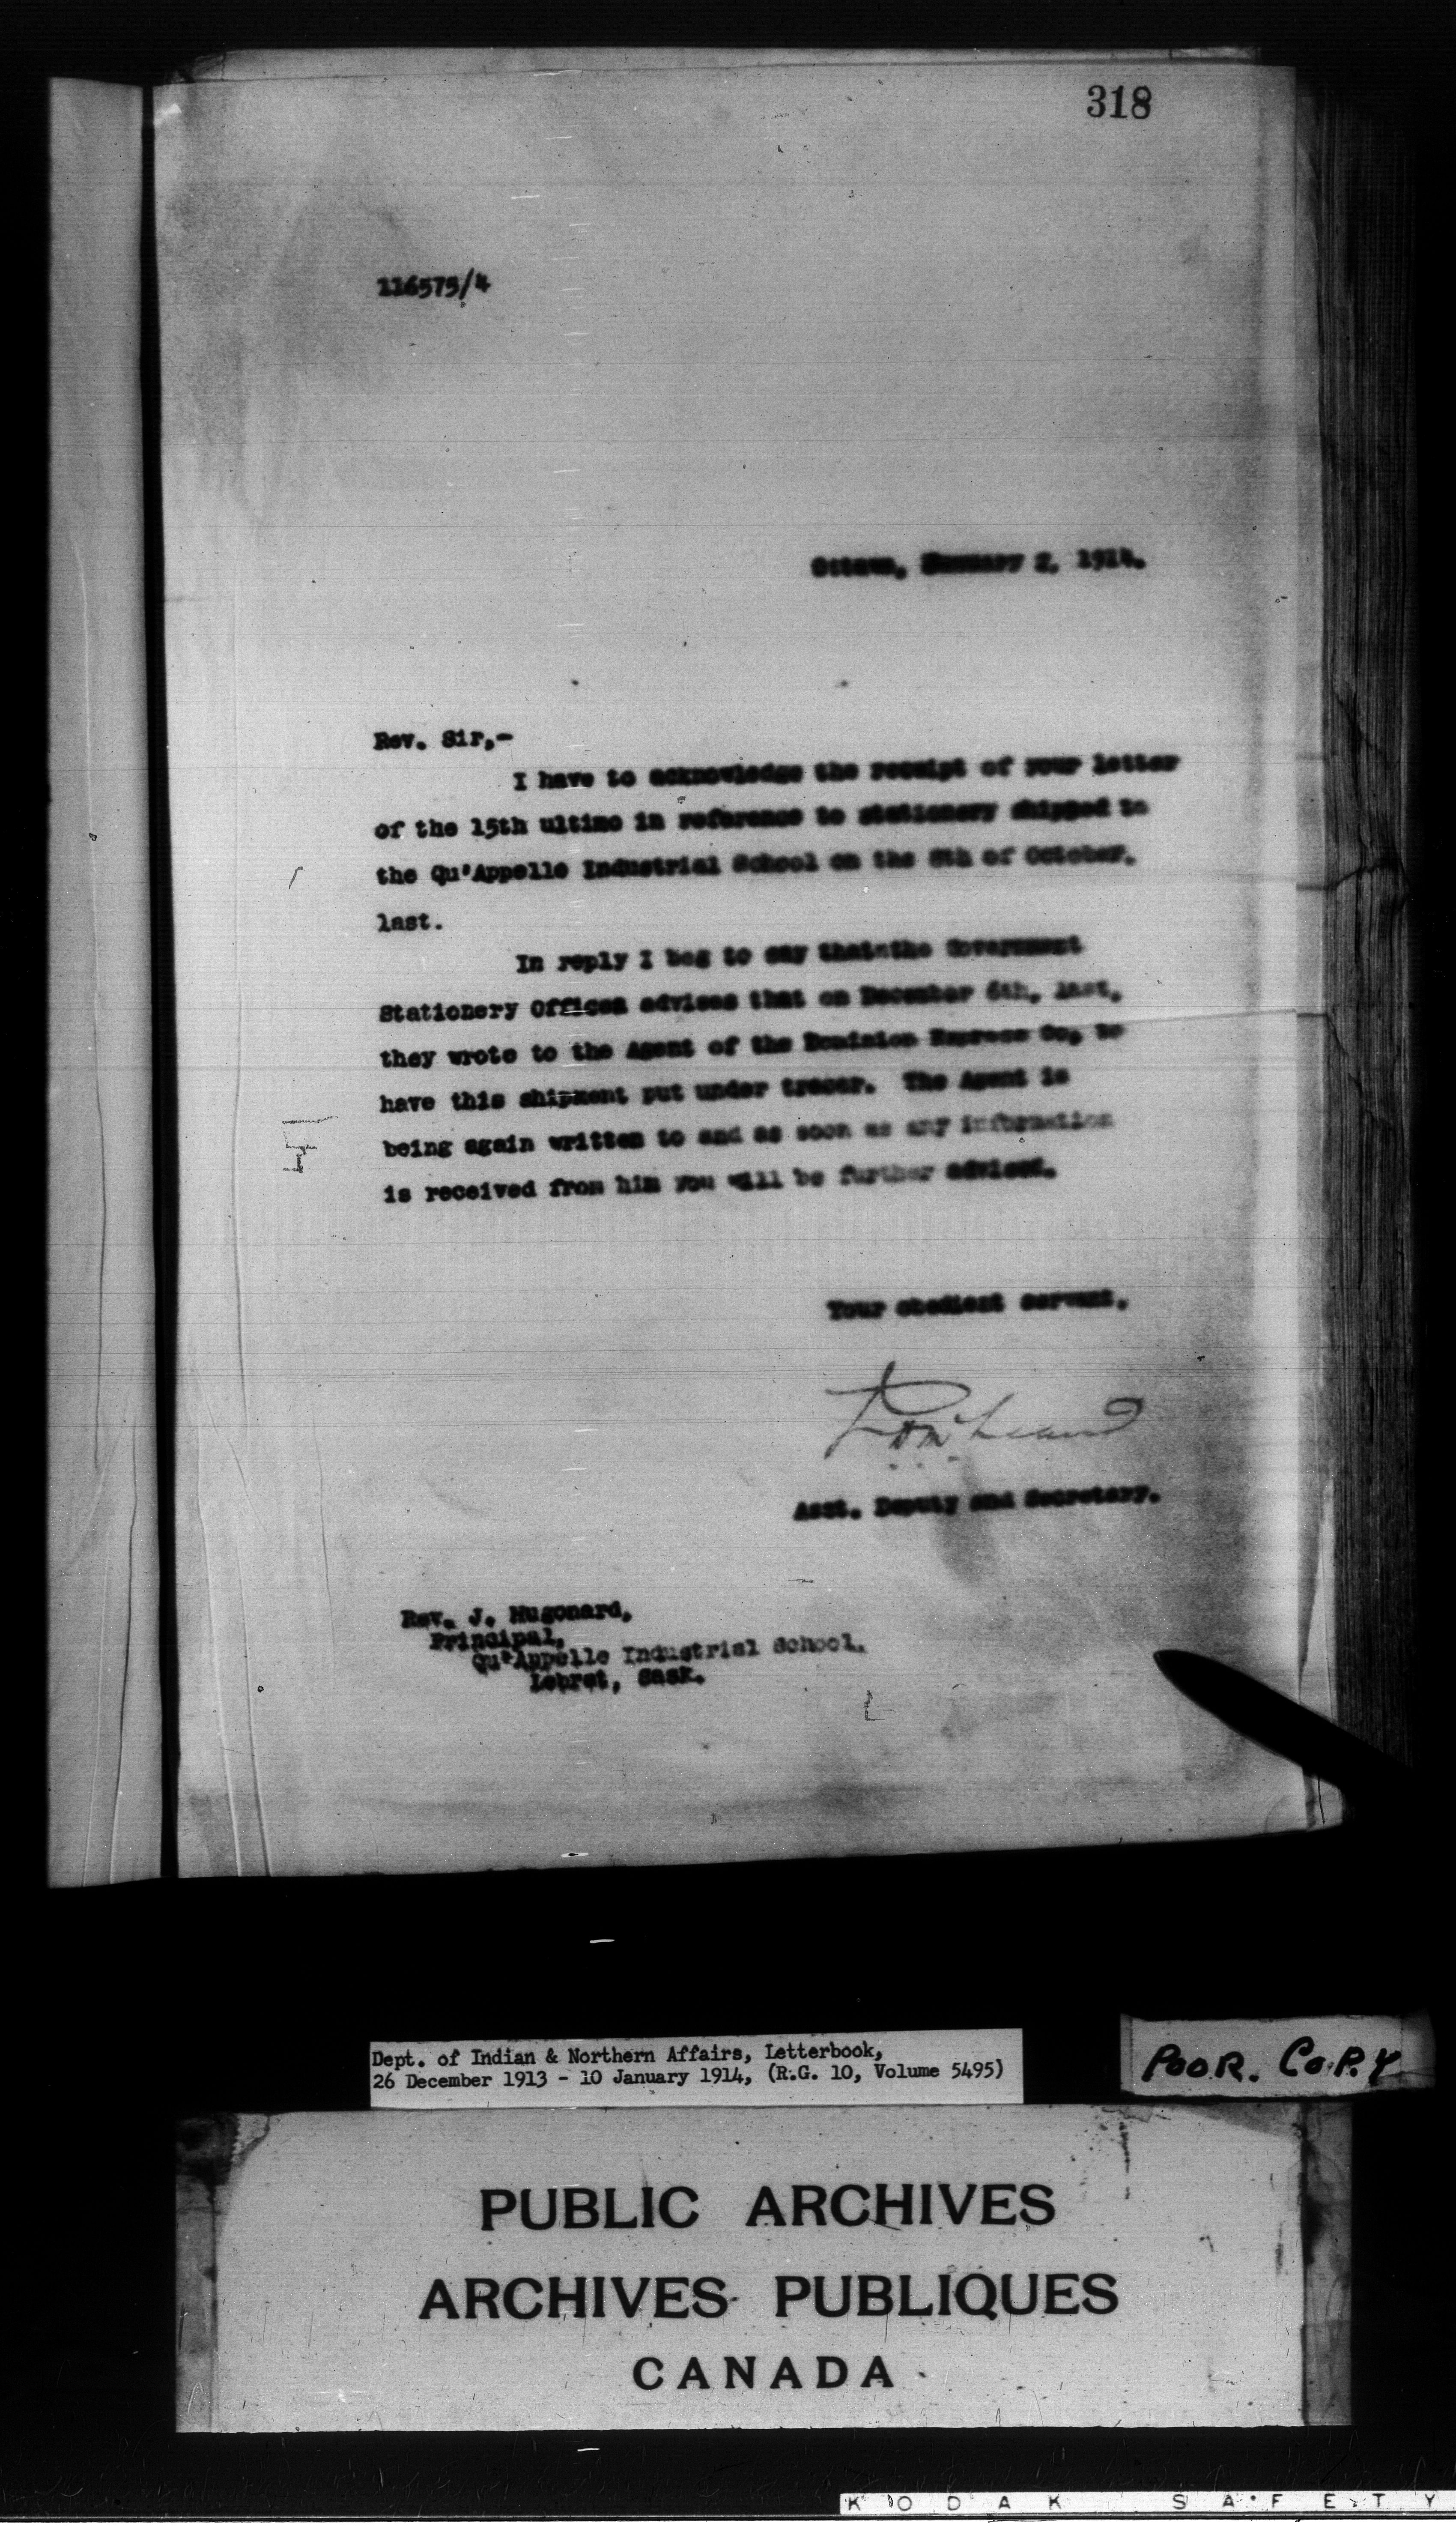 318
116575/4
Ottawa, January 2, 1914.
Rev. Sir,-
I have to acknowledge the receipt of your letter
of the 15th ultimo in reference to stationery shipped to
the Qu'Appelle Industrial School on the 8th of October,
last.
In reply I beg to say that the Government
Stationery Offices advises that on December 6th, last,
they wrote to the Agent of the Dominion Express Co, to
have this shipment put under tracer. The Agent is
being again written to and as soon as any information
is received from him you will be further advised.
Your obedient servant,
Asst. Deputy and Secretary.
Rev. J. Hugonard,
Principal,
Qu'Appelle Industrial School,
Lebret, Sask.
Dept. of Indian & Northern Affairs, Letterbook,
26 December 1913 - 10 January 1914, (R.G. 10, Volume 5495)
POOR. COPY
PUBLIC ARCHIVES
ARCHIVES PUBLIQUES
CANADA
KODAK SAFETY